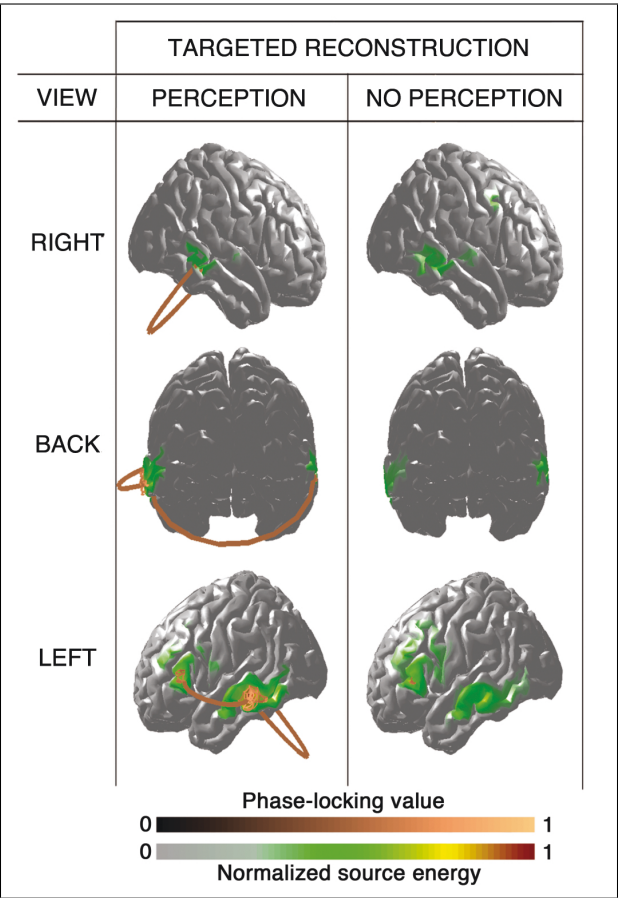 TARGETED RECONSTRUCTION
VIEW PERCEPTION NO PERCEPTION
RIGHT
BACK
LEFT
Phase-locking value
0 1
0 1
Normalized source energy